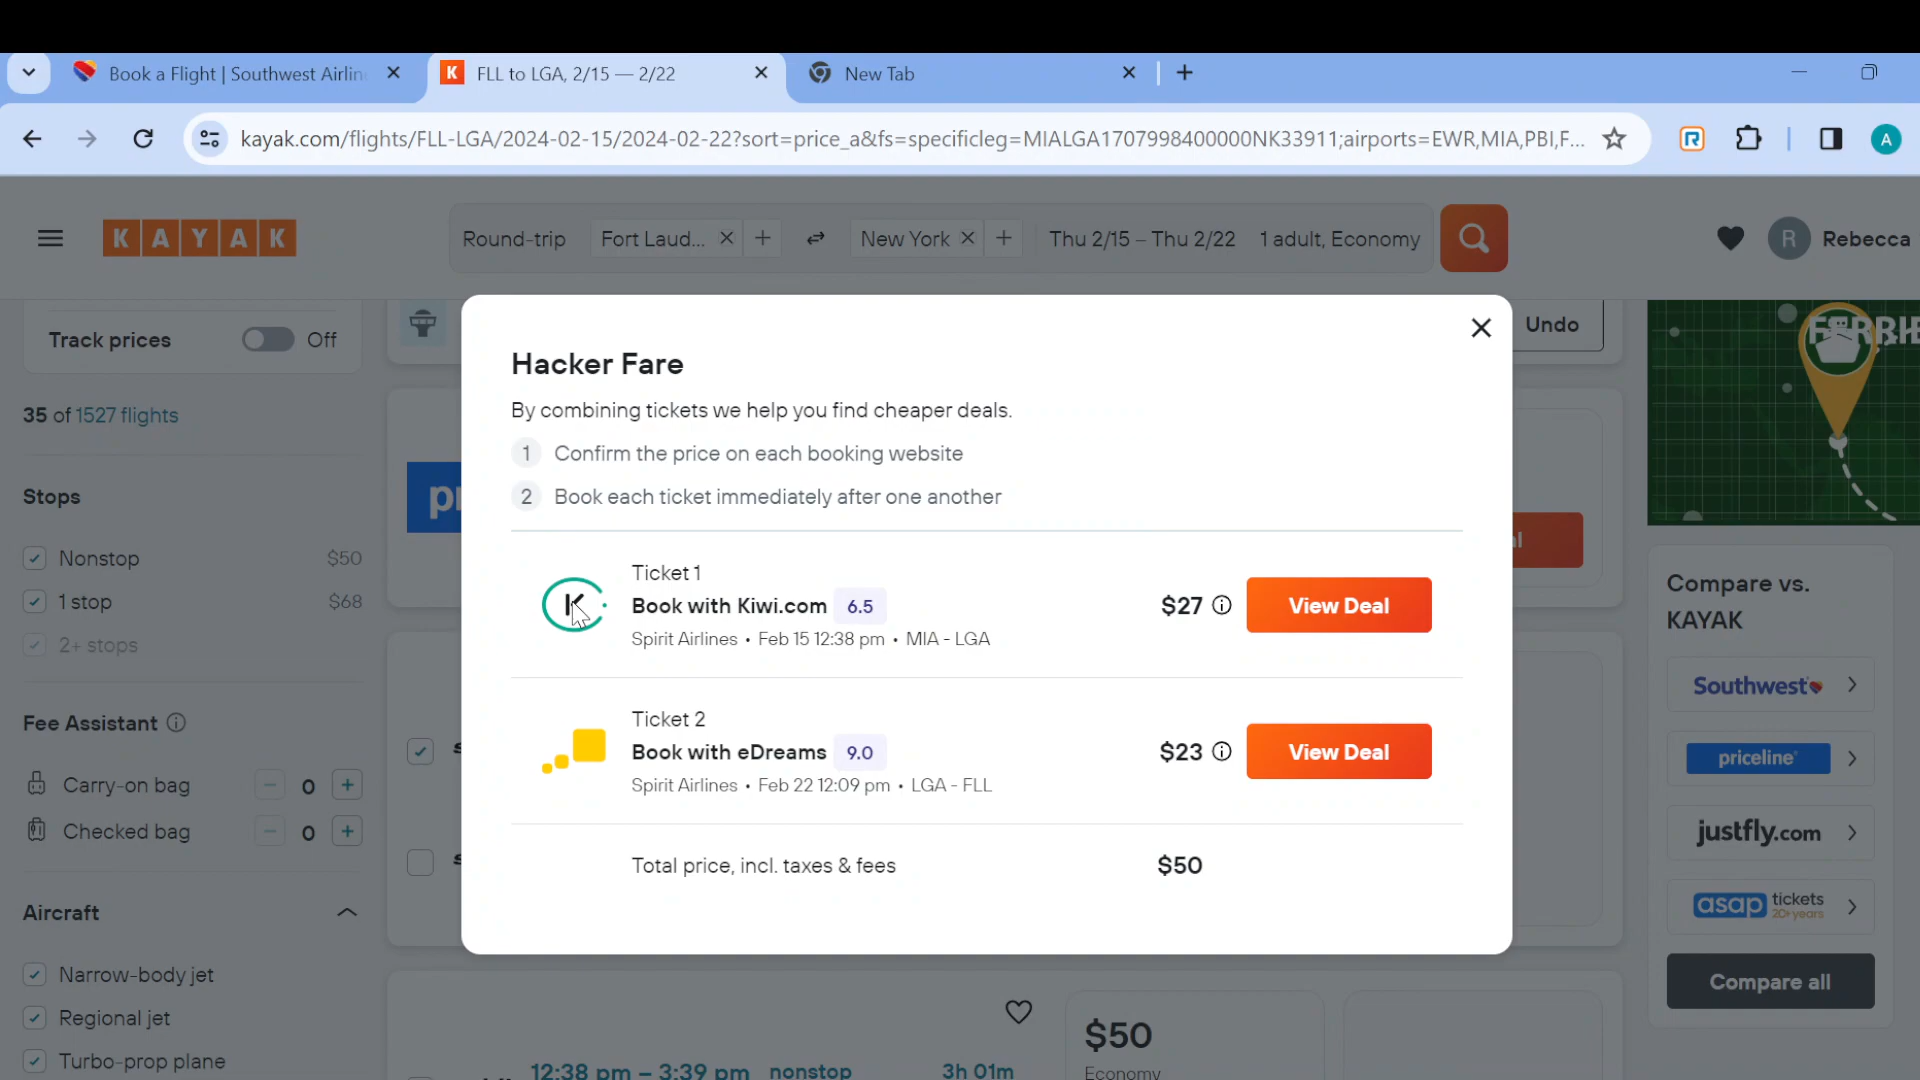 Book a Flight | Southwest Airlin
K FLL to LGA, 2/15 — 2/22
New Tab
kayak.com/flights/FLL-LGA/2024-02-15/2024-02-22?sort=price_a&fs=specificleg=MIALGA1707998400000NK33911;airports=EWR,MIA,PBI,F...
A
KAYAK
Round-trip
Fort Laud...
New York
Thu 2/15 – Thu 2/22
1 adult, Economy
R Rebecca
Track prices Off
35 of 1527 flights
Stops
Nonstop $50
1 stop $68
2+ stops
Fee Assistant
Carry-on bag − 0 +
Checked bag − 0 +
Aircraft
Narrow-body jet
Regional jet
Turbo-prop plane
Undo
Hacker Fare
By combining tickets we help you find cheaper deals.
1 Confirm the price on each booking website
2 Book each ticket immediately after one another
Ticket 1
Book with Kiwi.com 6.5
Spirit Airlines • Feb 15 12:38 pm • MIA - LGA
$27 View Deal
Ticket 2
Book with eDreams 9.0
Spirit Airlines • Feb 22 12:09 pm • LGA - FLL
$23 View Deal
Total price, incl. taxes & fees $50
12:38 pm – 3:39 pm nonstop 3h 01m
$50
Economy
Compare vs.
KAYAK
Southwest
priceline
justfly.com
asap tickets
20+years
Compare all